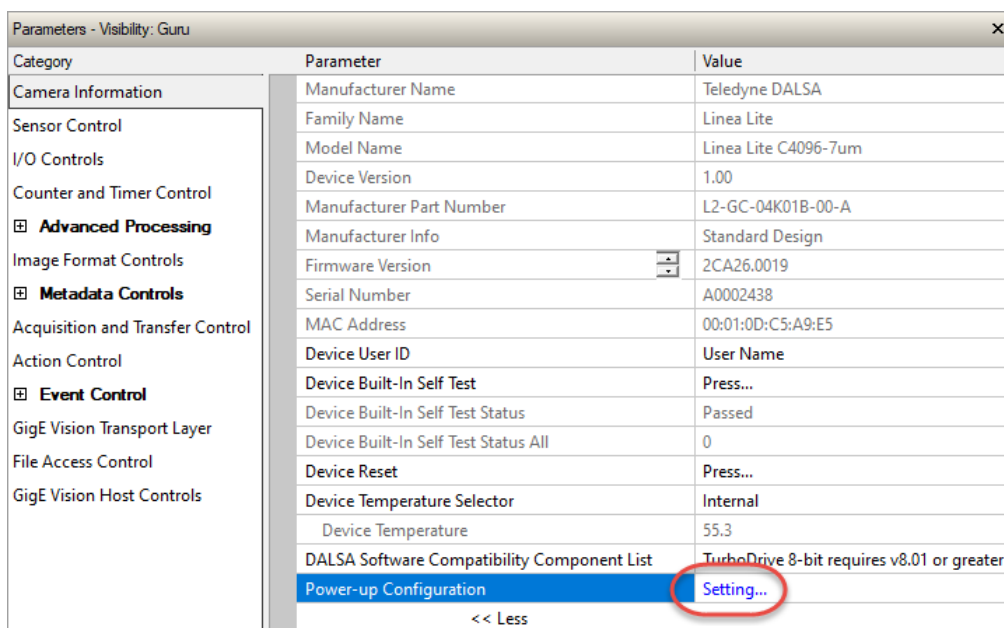 Parameters - Visibility: Guru
Category Parameter Value
Camera Information
Sensor Control
I/O Controls
Counter and Timer Control
Advanced Processing
Image Format Controls
Metadata Controls
Acquisition and Transfer Control
Action Control
Event Control
GigE Vision Transport Layer
File Access Control
GigE Vision Host Controls
Manufacturer Name Teledyne DALSA
Family Name Linea Lite
Model Name Linea Lite C4096-7um
Device Version 1.00
Manufacturer Part Number L2-GC-04K01B-00-A
Manufacturer Info Standard Design
Firmware Version 2CA26.0019
Serial Number A0002438
MAC Address 00:01:0D:C5:A9:E5
Device User ID User Name
Device Built-In Self Test Press...
Device Built-In Self Test Status Passed
Device Built-In Self Test Status All 0
Device Reset Press...
Device Temperature Selector Internal
Device Temperature 55.3
DALSA Software Compatibility Component List TurboDrive 8-bit requires v8.01 or greater
Power-up Configuration Setting...
<< Less